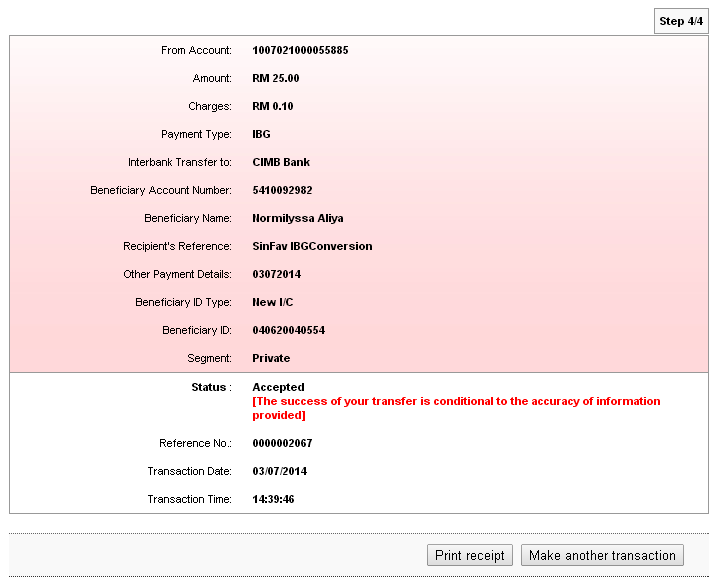 Step 4/4
From Account: 1007021000055885
Amount: RM 25.00
Charges: RM 0.10
Payment Type: IBG
Interbank Transfer to: CIMB Bank
Beneficiary Account Number: 5410092982
Beneficiary Name: Normilyssa Aliya
Recipient's Reference: SinFav IBGConversion
Other Payment Details: 03072014
Beneficiary ID Type: New I/C
Beneficiary ID: 040620040554
Segment: Private
Status : Accepted
[The success of your transfer is conditional to the accuracy of information
provided]
Reference No.: 0000002067
Transaction Date: 03/07/2014
Transaction Time: 14:39:46
Print receipt Make another transaction